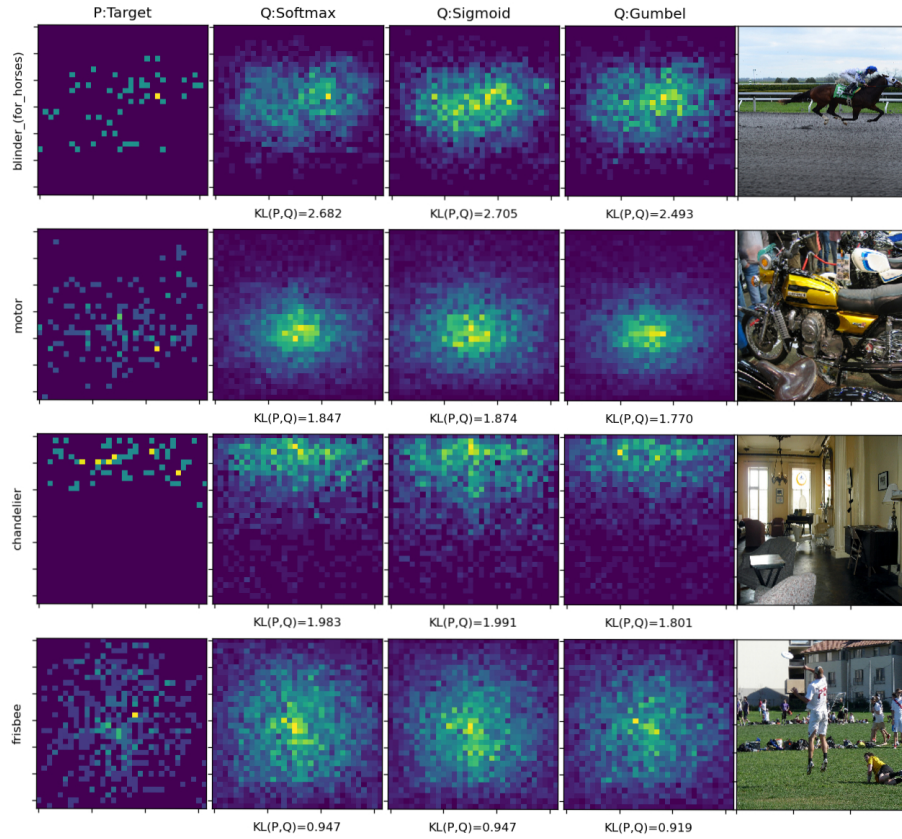 P:Target Q:Softmax Q:Sigmoid Q:Gumbel
blinder_(for_horses)
KL(P,Q)=2.682 KL(P,Q)=2.705 KL(P,Q)=2.493
motor
KL(P,Q)=1.847 KL(P,Q)=1.874 KL(P,Q)=1.770
chandelier
KL(P,Q)=1.983 KL(P,Q)=1.991 KL(P,Q)=1.801
frisbee
KL(P,Q)=0.947 KL(P,Q)=0.947 KL(P,Q)=0.919